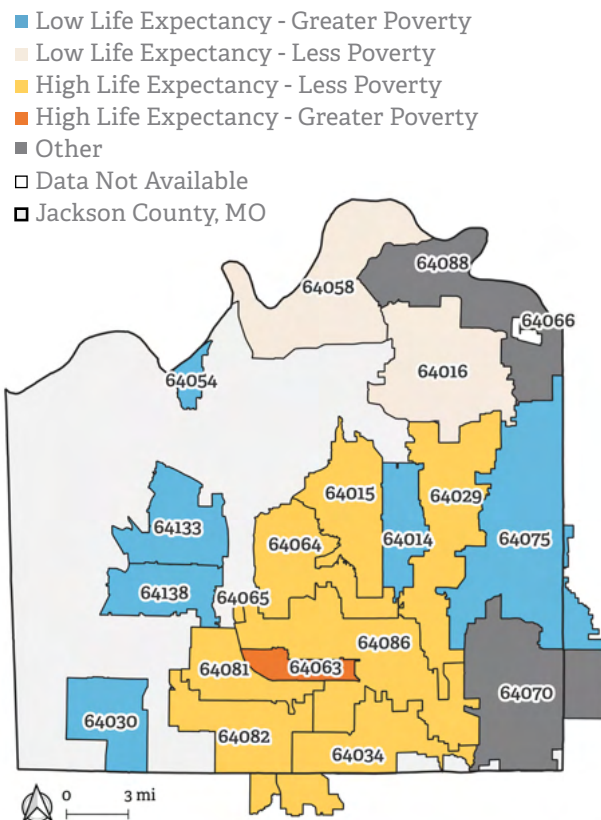 Low Life Expectancy - Greater Poverty
Low Life Expectancy - Less Poverty
High Life Expectancy - Less Poverty
High Life Expectancy - Greater Poverty
Other
Data Not Available
Jackson County, MO
64088
64058
64066
64016
64054
64015
64029
64133
64064
64014
64075
64138
64065
64086
64081
64063
64070
64030
64082
64034
0 3 mi